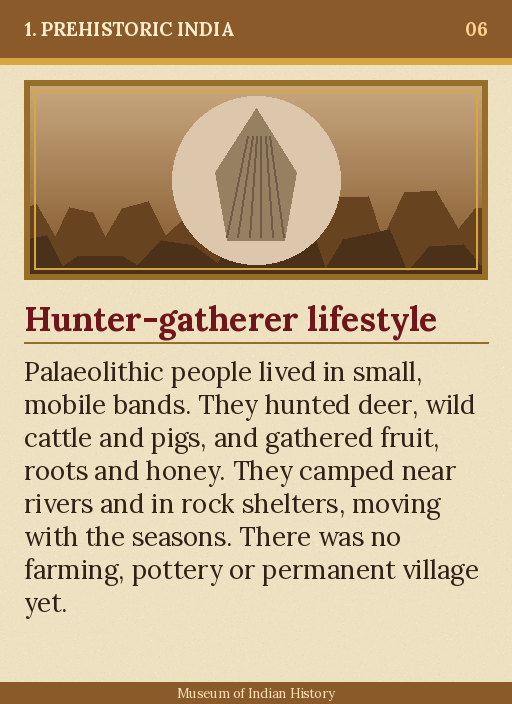 1. PREHISTORIC INDIA 06
Hunter-gatherer lifestyle
Palaeolithic people lived in small,
mobile bands. They hunted deer, wild
cattle and pigs, and gathered fruit,
roots and honey. They camped near
rivers and in rock shelters, moving
with the seasons. There was no
farming, pottery or permanent village
yet.
Museum of Indian History